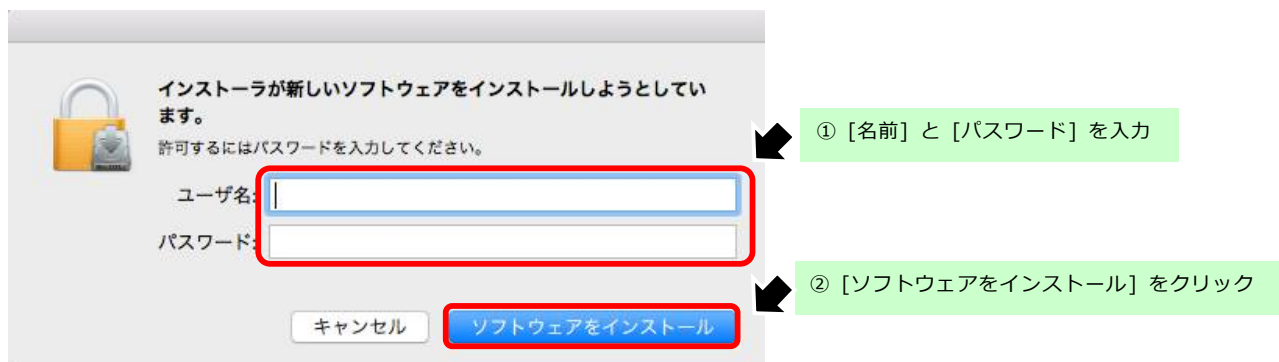 インストーラが新しいソフトウェアをインストールしようとしてい
ます。
許可するにはパスワードを入力してください。
① [名前] と [パスワード] を入力
ユーザ名:
パスワード:
② [ソフトウェアをインストール] をクリック
キャンセル
ソフトウェアをインストール